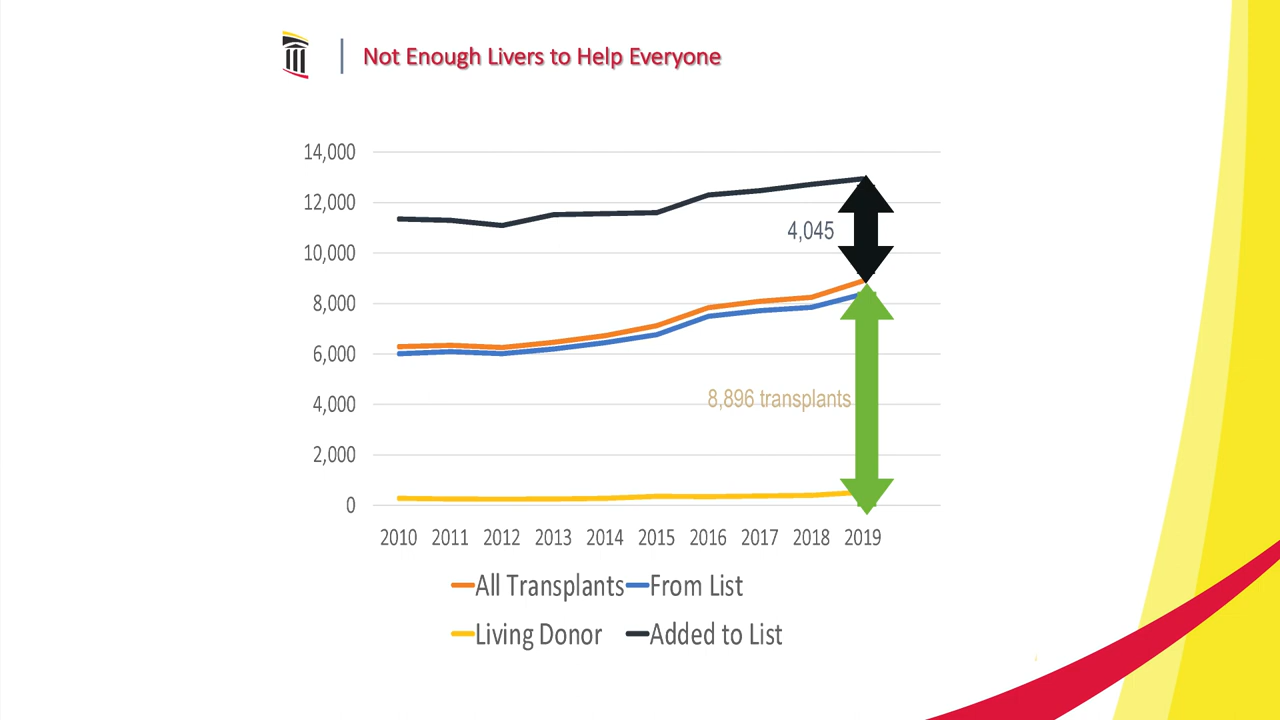 Not Enough Livers to Help Everyone
14,000
12,000
4,045
10,000
8,000
6,000
8,896 transplants
4,000
2,000
0
2010 2011 2012 2013 2014 2015 2016 2017 2018 2019
All Transplants From List
Living Donor Added to List